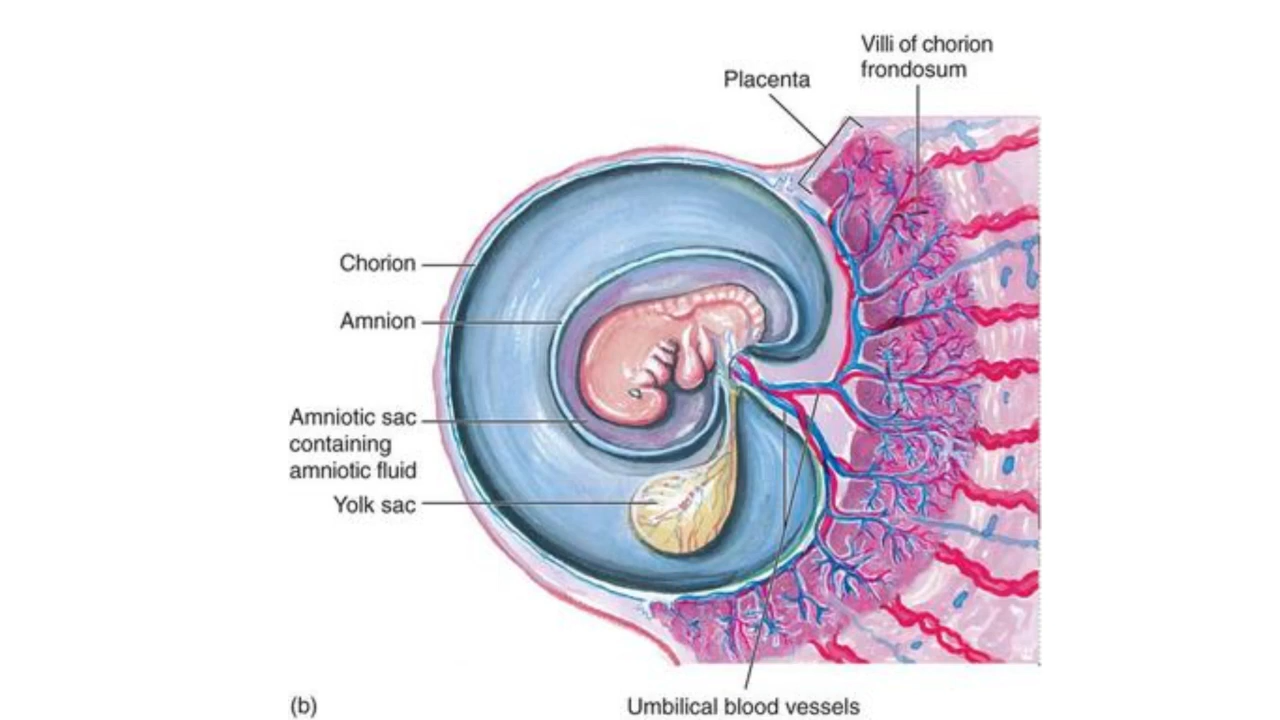 Villi of chorion
frondosum
Placenta
Chorion
Amnion
Amniotic sac
containing
amniotic fluid
Yolk sac
(b)
Umbilical blood vessels